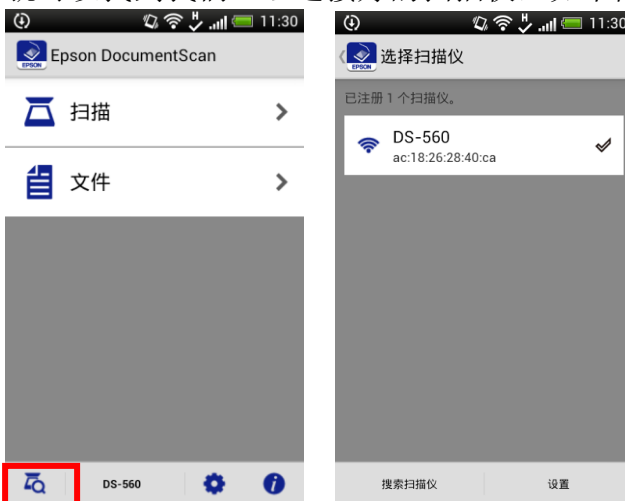 11:30
EPSON
Epson DocumentScan
扫描
文件
DS-560
11:30
EPSON
选择扫描仪
已注册 1 个扫描仪。
DS-560
ac:18:26:28:40:ca
搜索扫描仪
设置